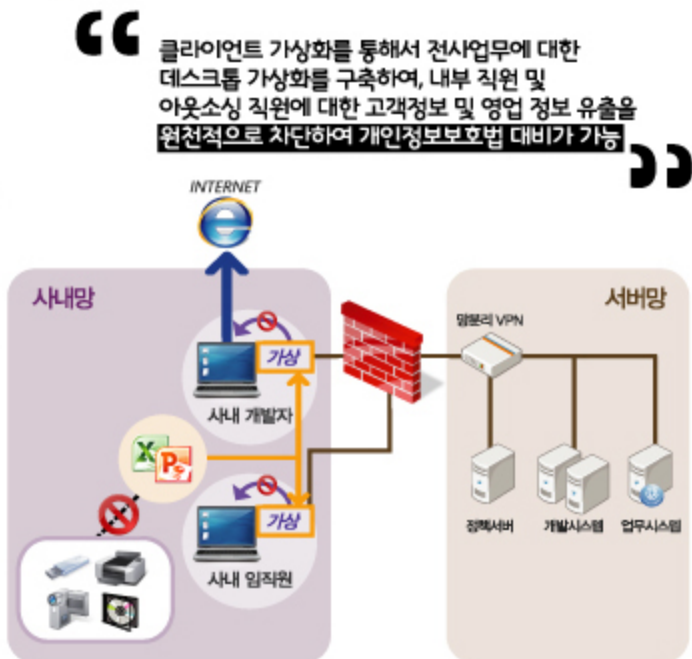 클라이언트 가상화를 통해서 전사업무에 대한
데스크톱 가상화를 구축하여, 내부 직원 및
아웃소싱 직원에 대한 고객정보 및 영업 정보 유출을
원천적으로 차단하여 개인정보보호법 대비가 가능
INTERNET
사내망
서버망
망분리 VPN
가상
사내 개발자
가상
사내 임직원
정책서버
개발시스템
업무시스템